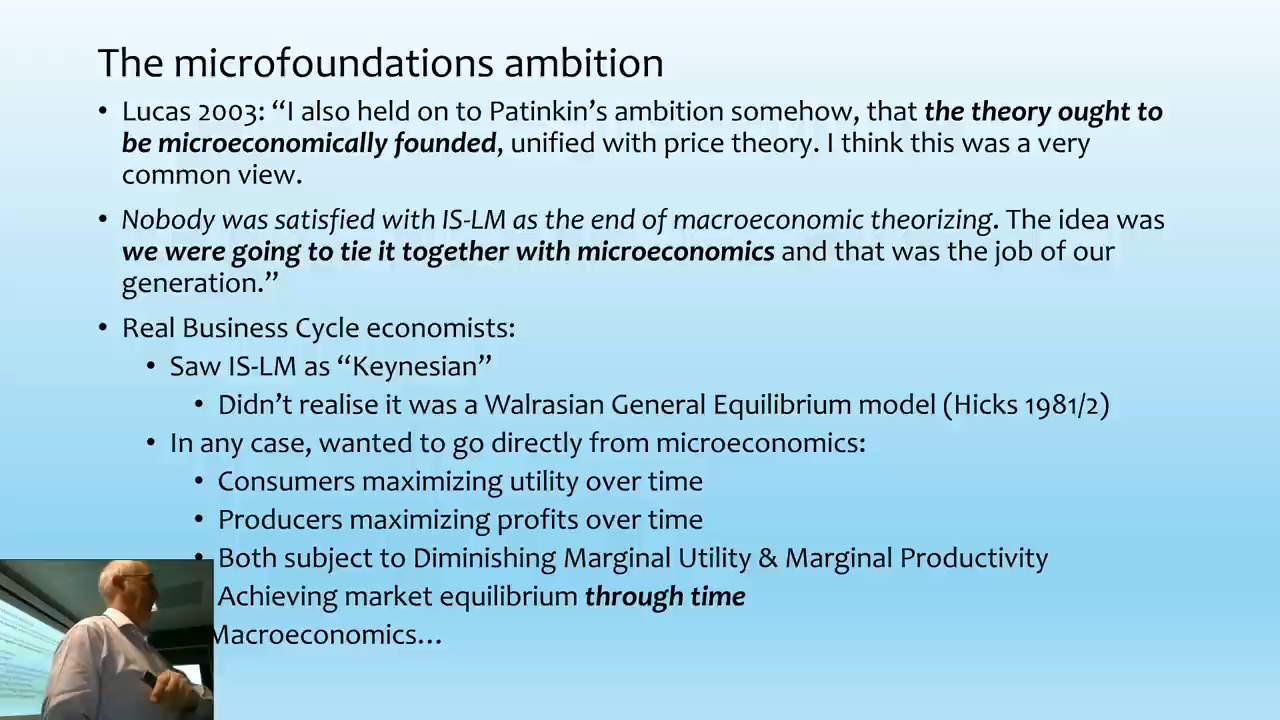 The microfoundations ambition
• Lucas 2003: “I also held on to Patinkin’s ambition somehow, that the theory ought to
be microeconomically founded, unified with price theory. I think this was a very
common view.
• Nobody was satisfied with IS-LM as the end of macroeconomic theorizing. The idea was
we were going to tie it together with microeconomics and that was the job of our
generation.”
• Real Business Cycle economists:
• Saw IS-LM as “Keynesian”
• Didn’t realise it was a Walrasian General Equilibrium model (Hicks 1981/2)
• In any case, wanted to go directly from microeconomics:
• Consumers maximizing utility over time
• Producers maximizing profits over time
• Both subject to Diminishing Marginal Utility & Marginal Productivity
Achieving market equilibrium through time
Macroeconomics…